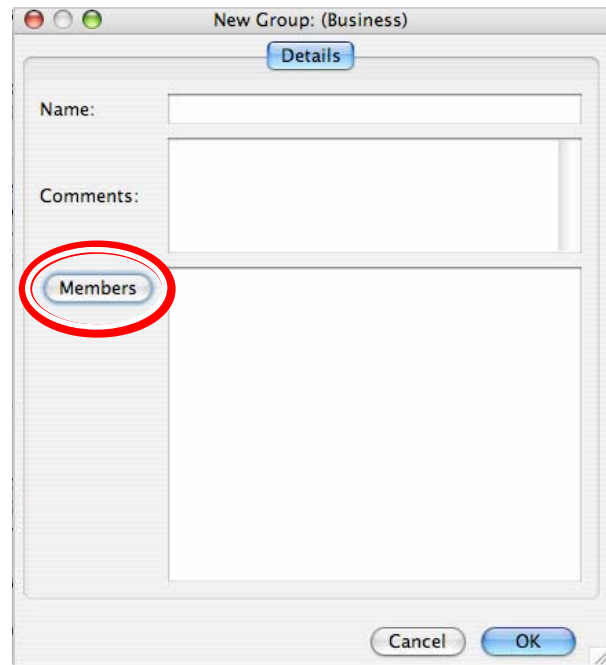 New Group: (Business)
Details
Name:
Comments:
Members
Cancel OK